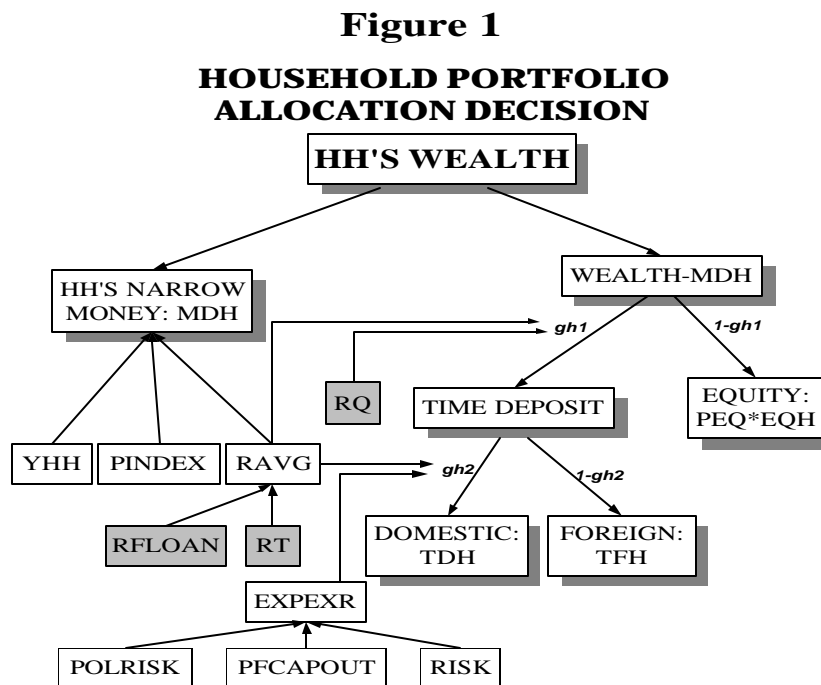 Figure 1
HOUSEHOLD PORTFOLIO
ALLOCATION DECISION
HH'S WEALTH
HH'S NARROW
MONEY: MDH
WEALTH-MDH
gh1
1-gh1
RQ
TIME DEPOSIT
EQUITY:
PEQ*EQH
YHH
PINDEX
RAVG
gh2
1-gh2
RFLOAN
RT
DOMESTIC:
TDH
FOREIGN:
TFH
EXPEXR
POLRISK
PFCAPOUT
RISK